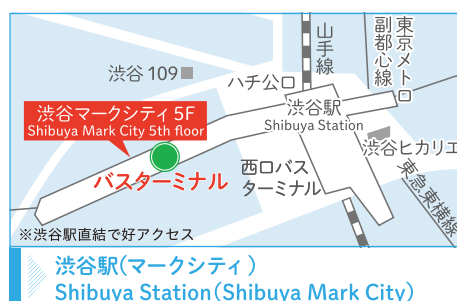 渋谷109
ハチ公口
山手線
東京メトロ
副都心線
渋谷マークシティ5F
Shibuya Mark City 5th floor
渋谷駅
Shibuya Station
渋谷ヒカリエ
バスターミナル
西口バス
ターミナル
東急東横線
※渋谷駅直結で好アクセス
渋谷駅(マークシティ)
Shibuya Station(Shibuya Mark City)